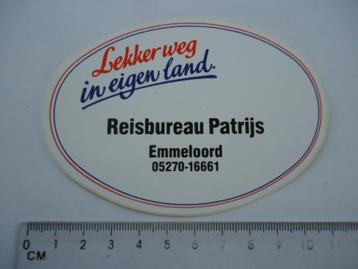 Lekker weg
in eigen land.
Reisbureau Patrijs
Emmeloord
05270-16661
0 1 2 3 4 5 6 7 8 9 10 11 12
CM